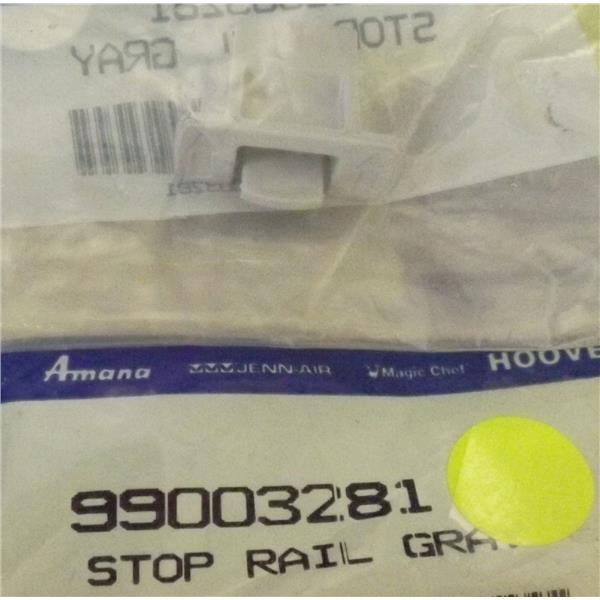 STOP
GRAY
Amana JENN-AIR Magic Chef HOOVE
99003281
STOP RAIL GRA